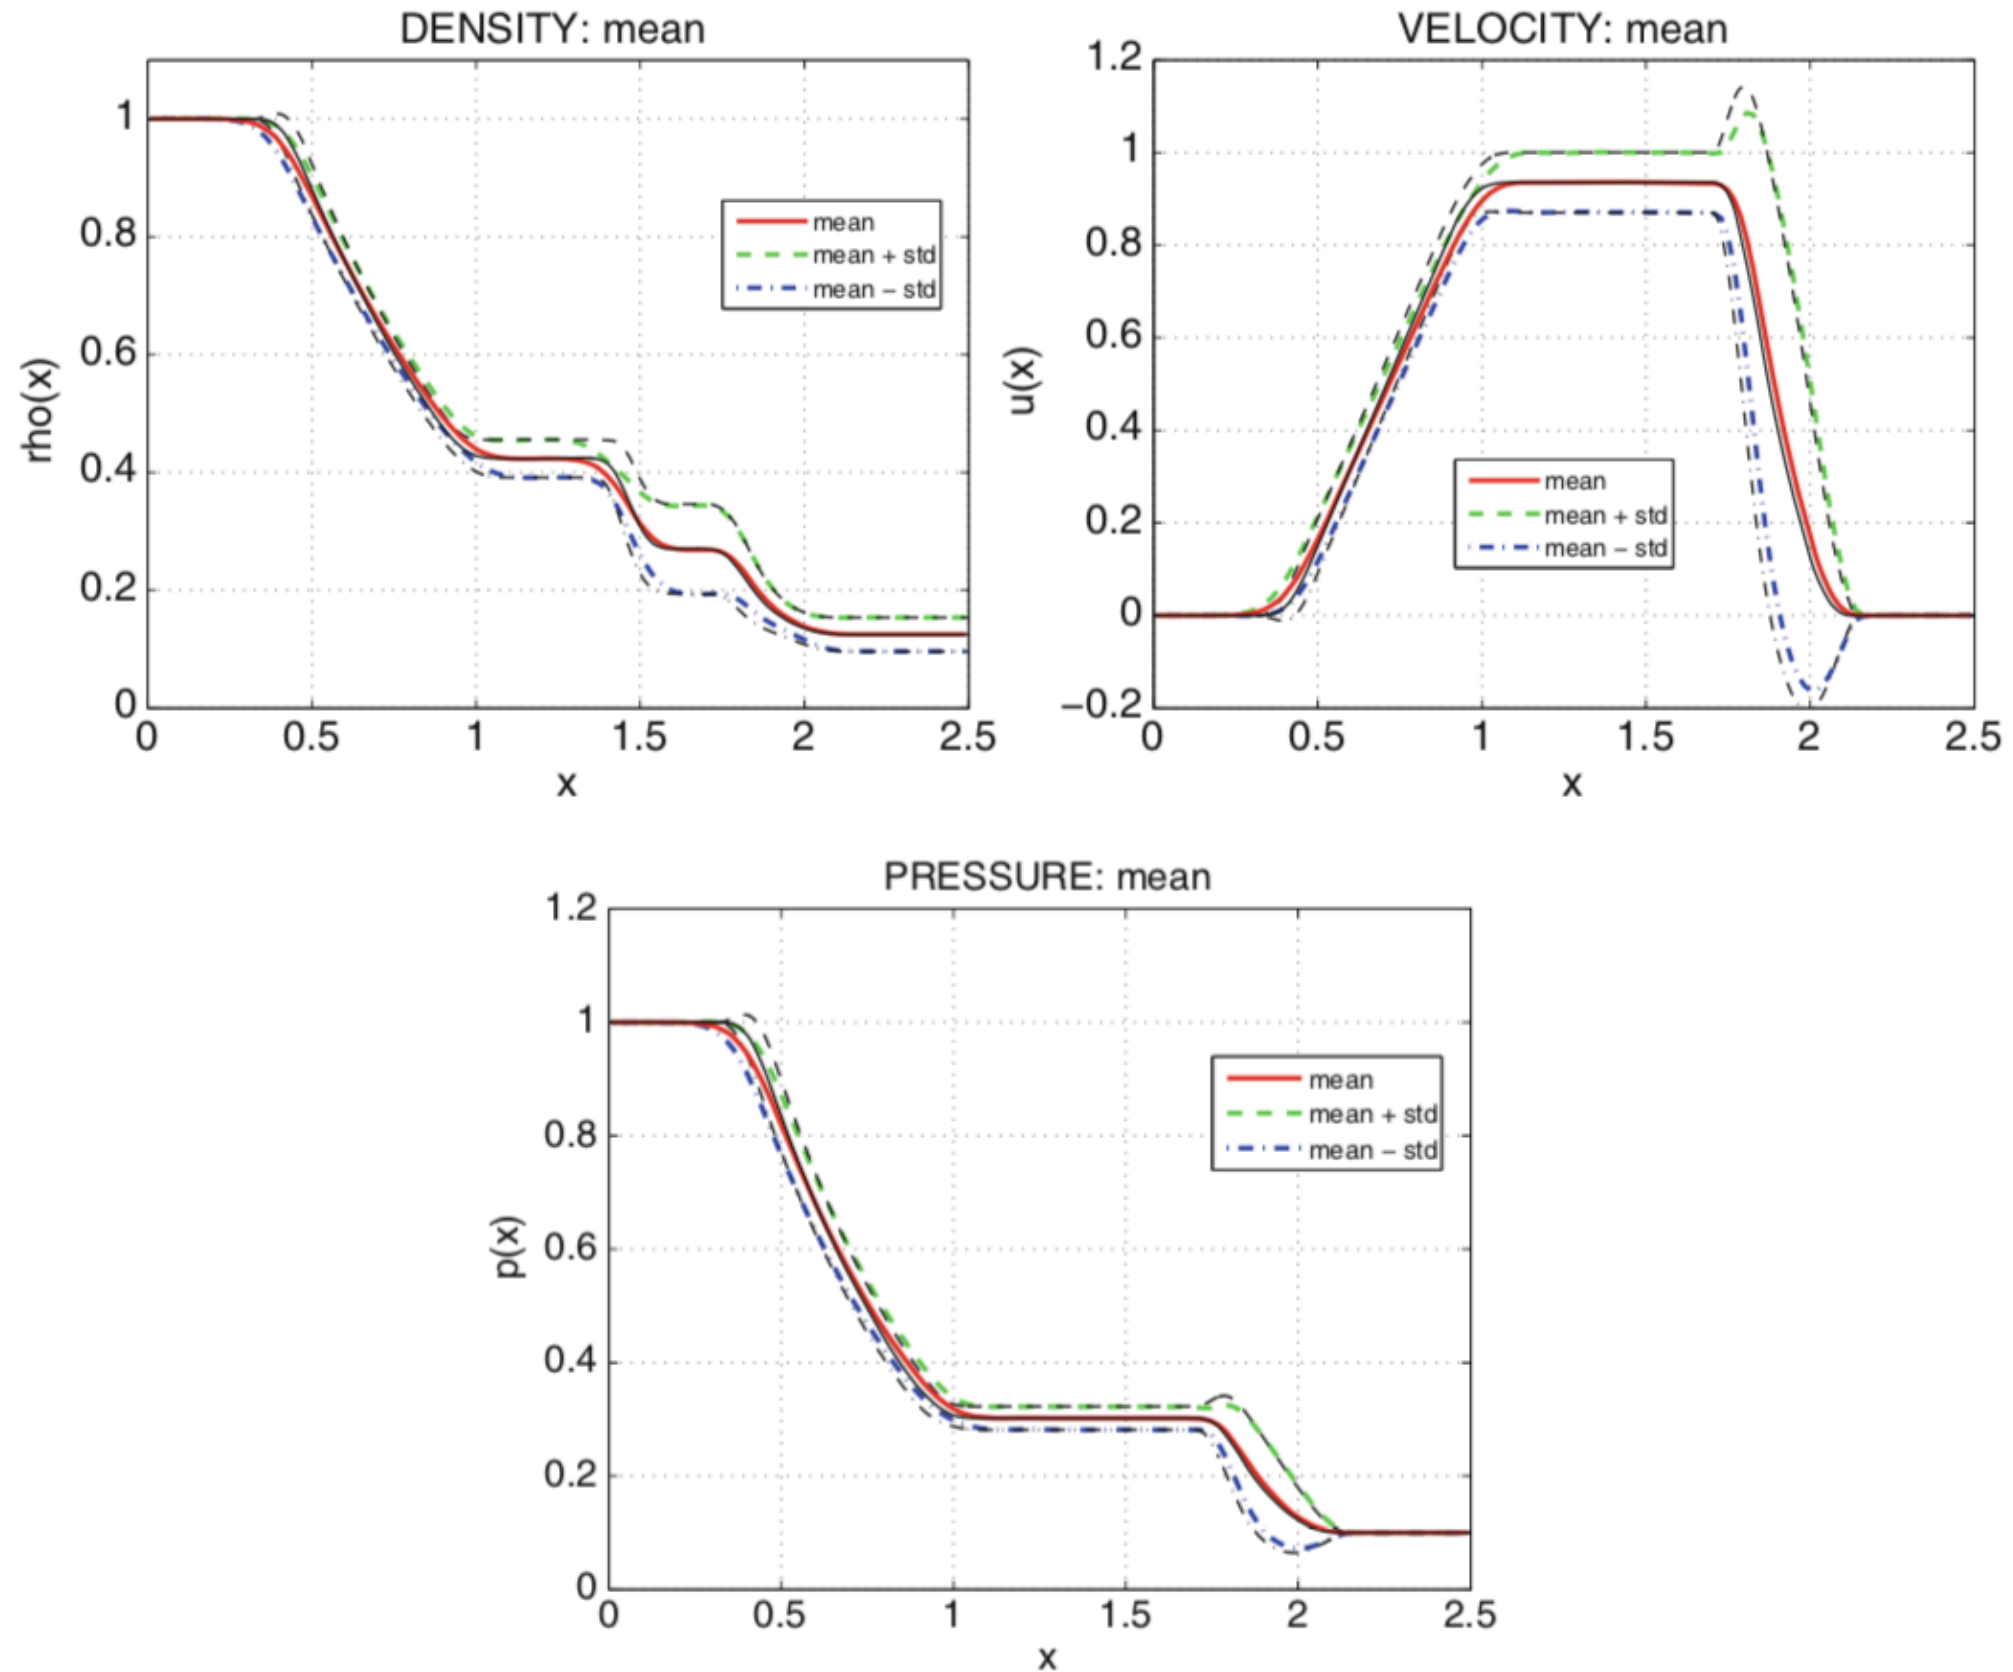 DENSITY: mean
1
0.8
0.6
0.4
0.2
0
0
0.5
1
1.5
2
2.5
rho(x)
x
mean
mean + std
mean – std
VELOCITY: mean
1.2
1
0.8
0.6
0.4
0.2
0
−0.2
0
0.5
1
1.5
2
2.5
u(x)
x
mean
mean + std
mean – std
PRESSURE: mean
1.2
1
0.8
0.6
0.4
0.2
0
0
0.5
1
1.5
2
2.5
p(x)
x
mean
mean + std
mean – std